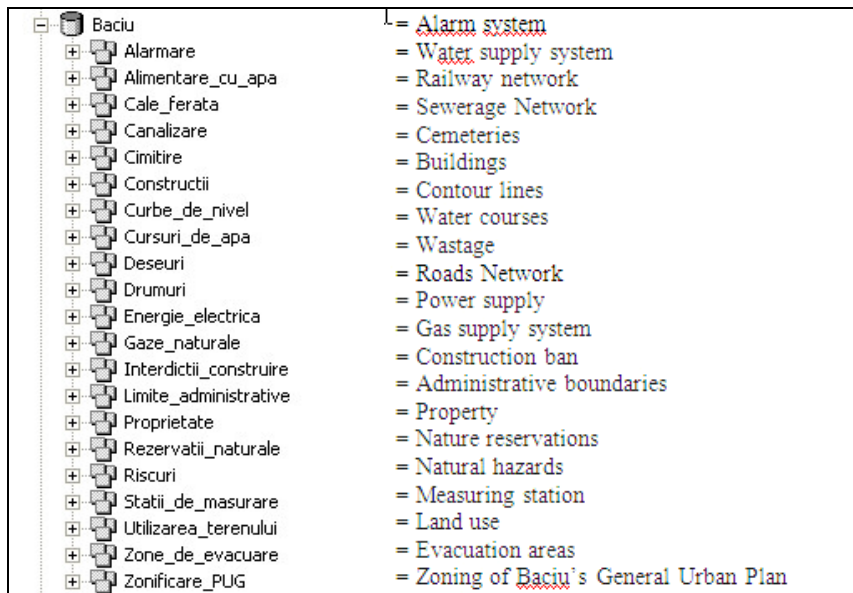 Baciu = Alarm system
Alarmare = Water supply system
Alimentare_cu_apa = Railway network
Cale_ferata = Sewerage Network
Canalizare = Cemeteries
Cimitire = Buildings
Constructii = Contour lines
Curbe_de_nivel = Water courses
Cursuri_de_apa = Wastage
Deseuri = Roads Network
Drumuri = Power supply
Energie_electrica = Gas supply system
Gaze_naturale = Construction ban
Interdictii_construire = Administrative boundaries
Limite_administrative = Property
Proprietate = Nature reservations
Rezervatii_naturale = Natural hazards
Riscuri = Measuring station
Statii_de_masurare = Land use
Utilizarea_terenului = Evacuation areas
Zone_de_evacuare = Zoning of Baciu's General Urban Plan
Zonificare_PUG